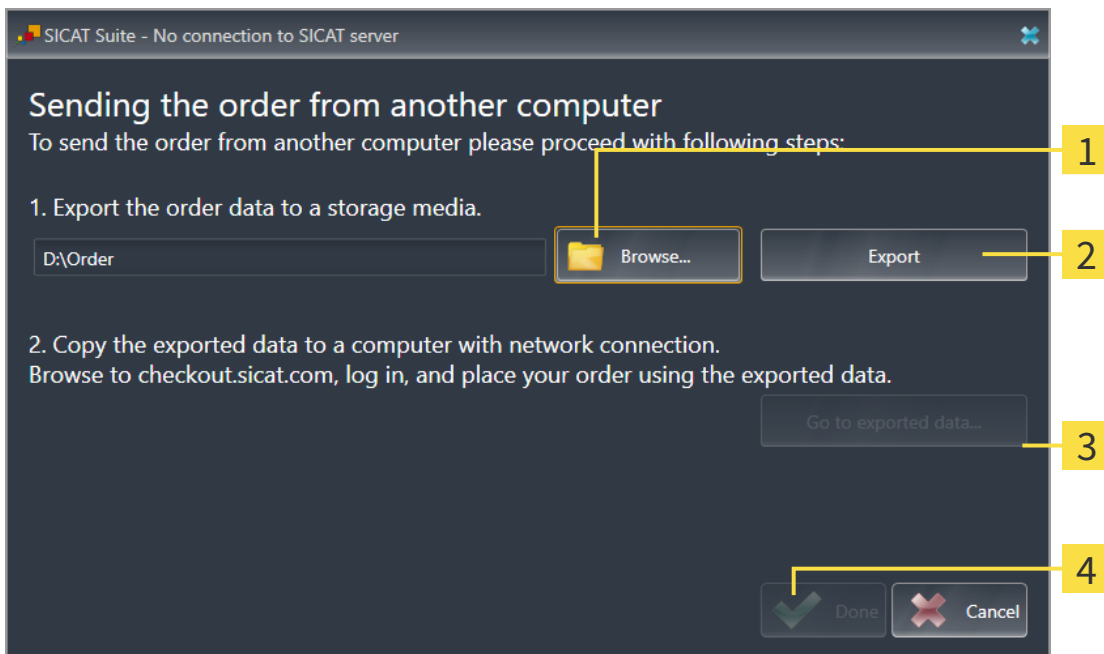 SICAT Suite - No connection to SICAT server
Sending the order from another computer
To send the order from another computer please proceed with following steps:
1
1. Export the order data to a storage media.
D:\Order
Browse...
Export
2
2. Copy the exported data to a computer with network connection.
Browse to checkout.sicat.com, log in, and place your order using the exported data.
Go to exported data...
3
4
Done
Cancel